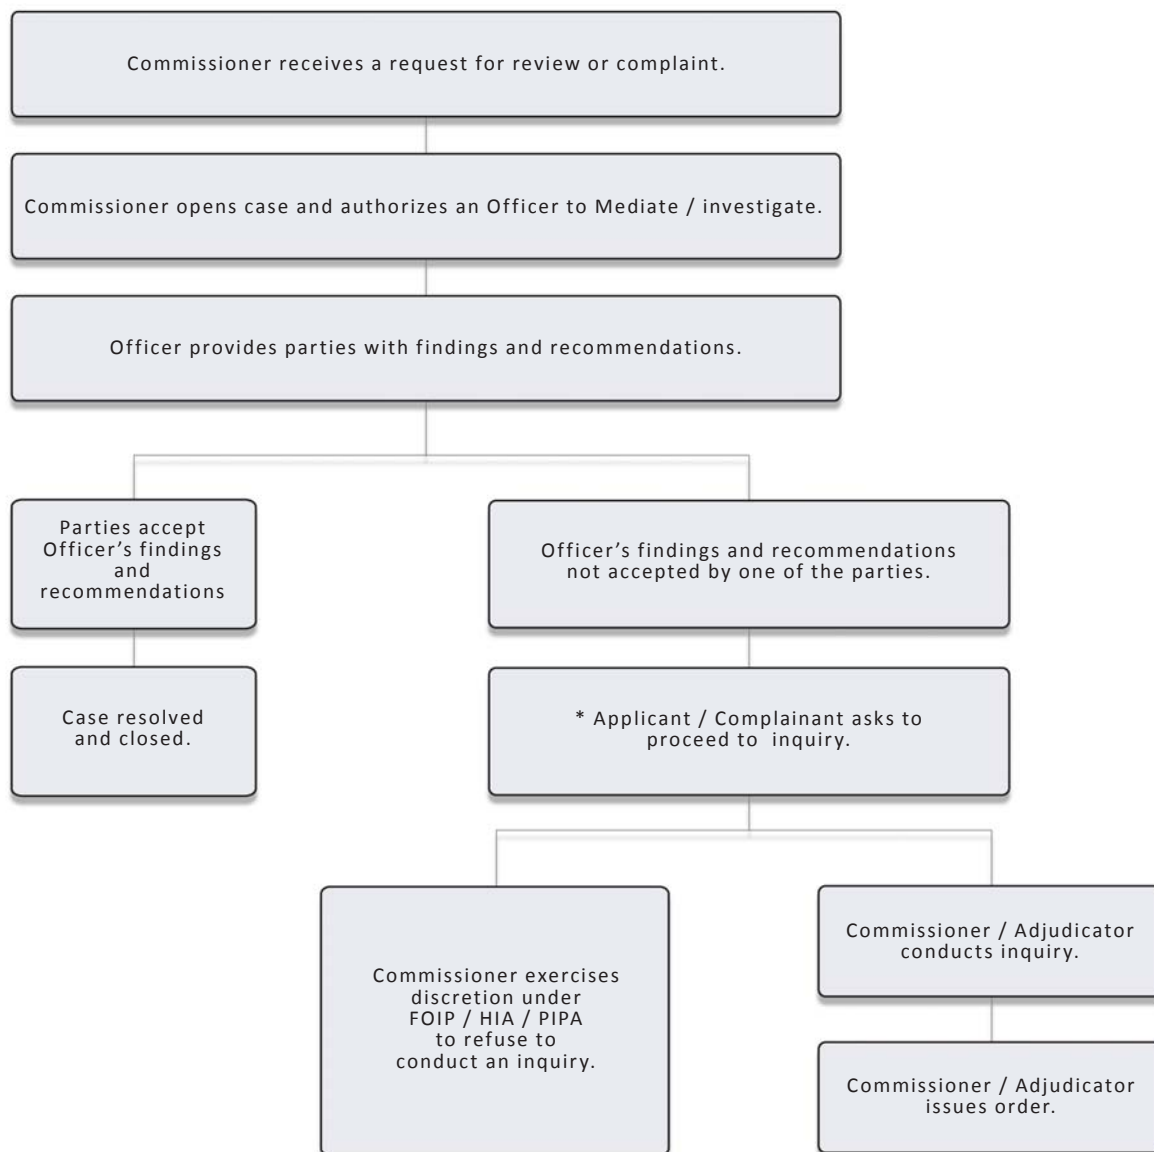 Commissioner receives a request for review or complaint.
Commissioner opens case and authorizes an Officer to Mediate / investigate.
Officer provides parties with findings and recommendations.
Parties accept
Officer’s findings
and
recommendations
Officer’s findings and recommendations
not accepted by one of the parties.
Case resolved
and closed.
* Applicant / Complainant asks to
proceed to inquiry.
Commissioner exercises
discretion under
FOIP / HIA / PIPA
to refuse to
conduct an inquiry.
Commissioner / Adjudicator
conducts inquiry.
Commissioner / Adjudicator
issues order.